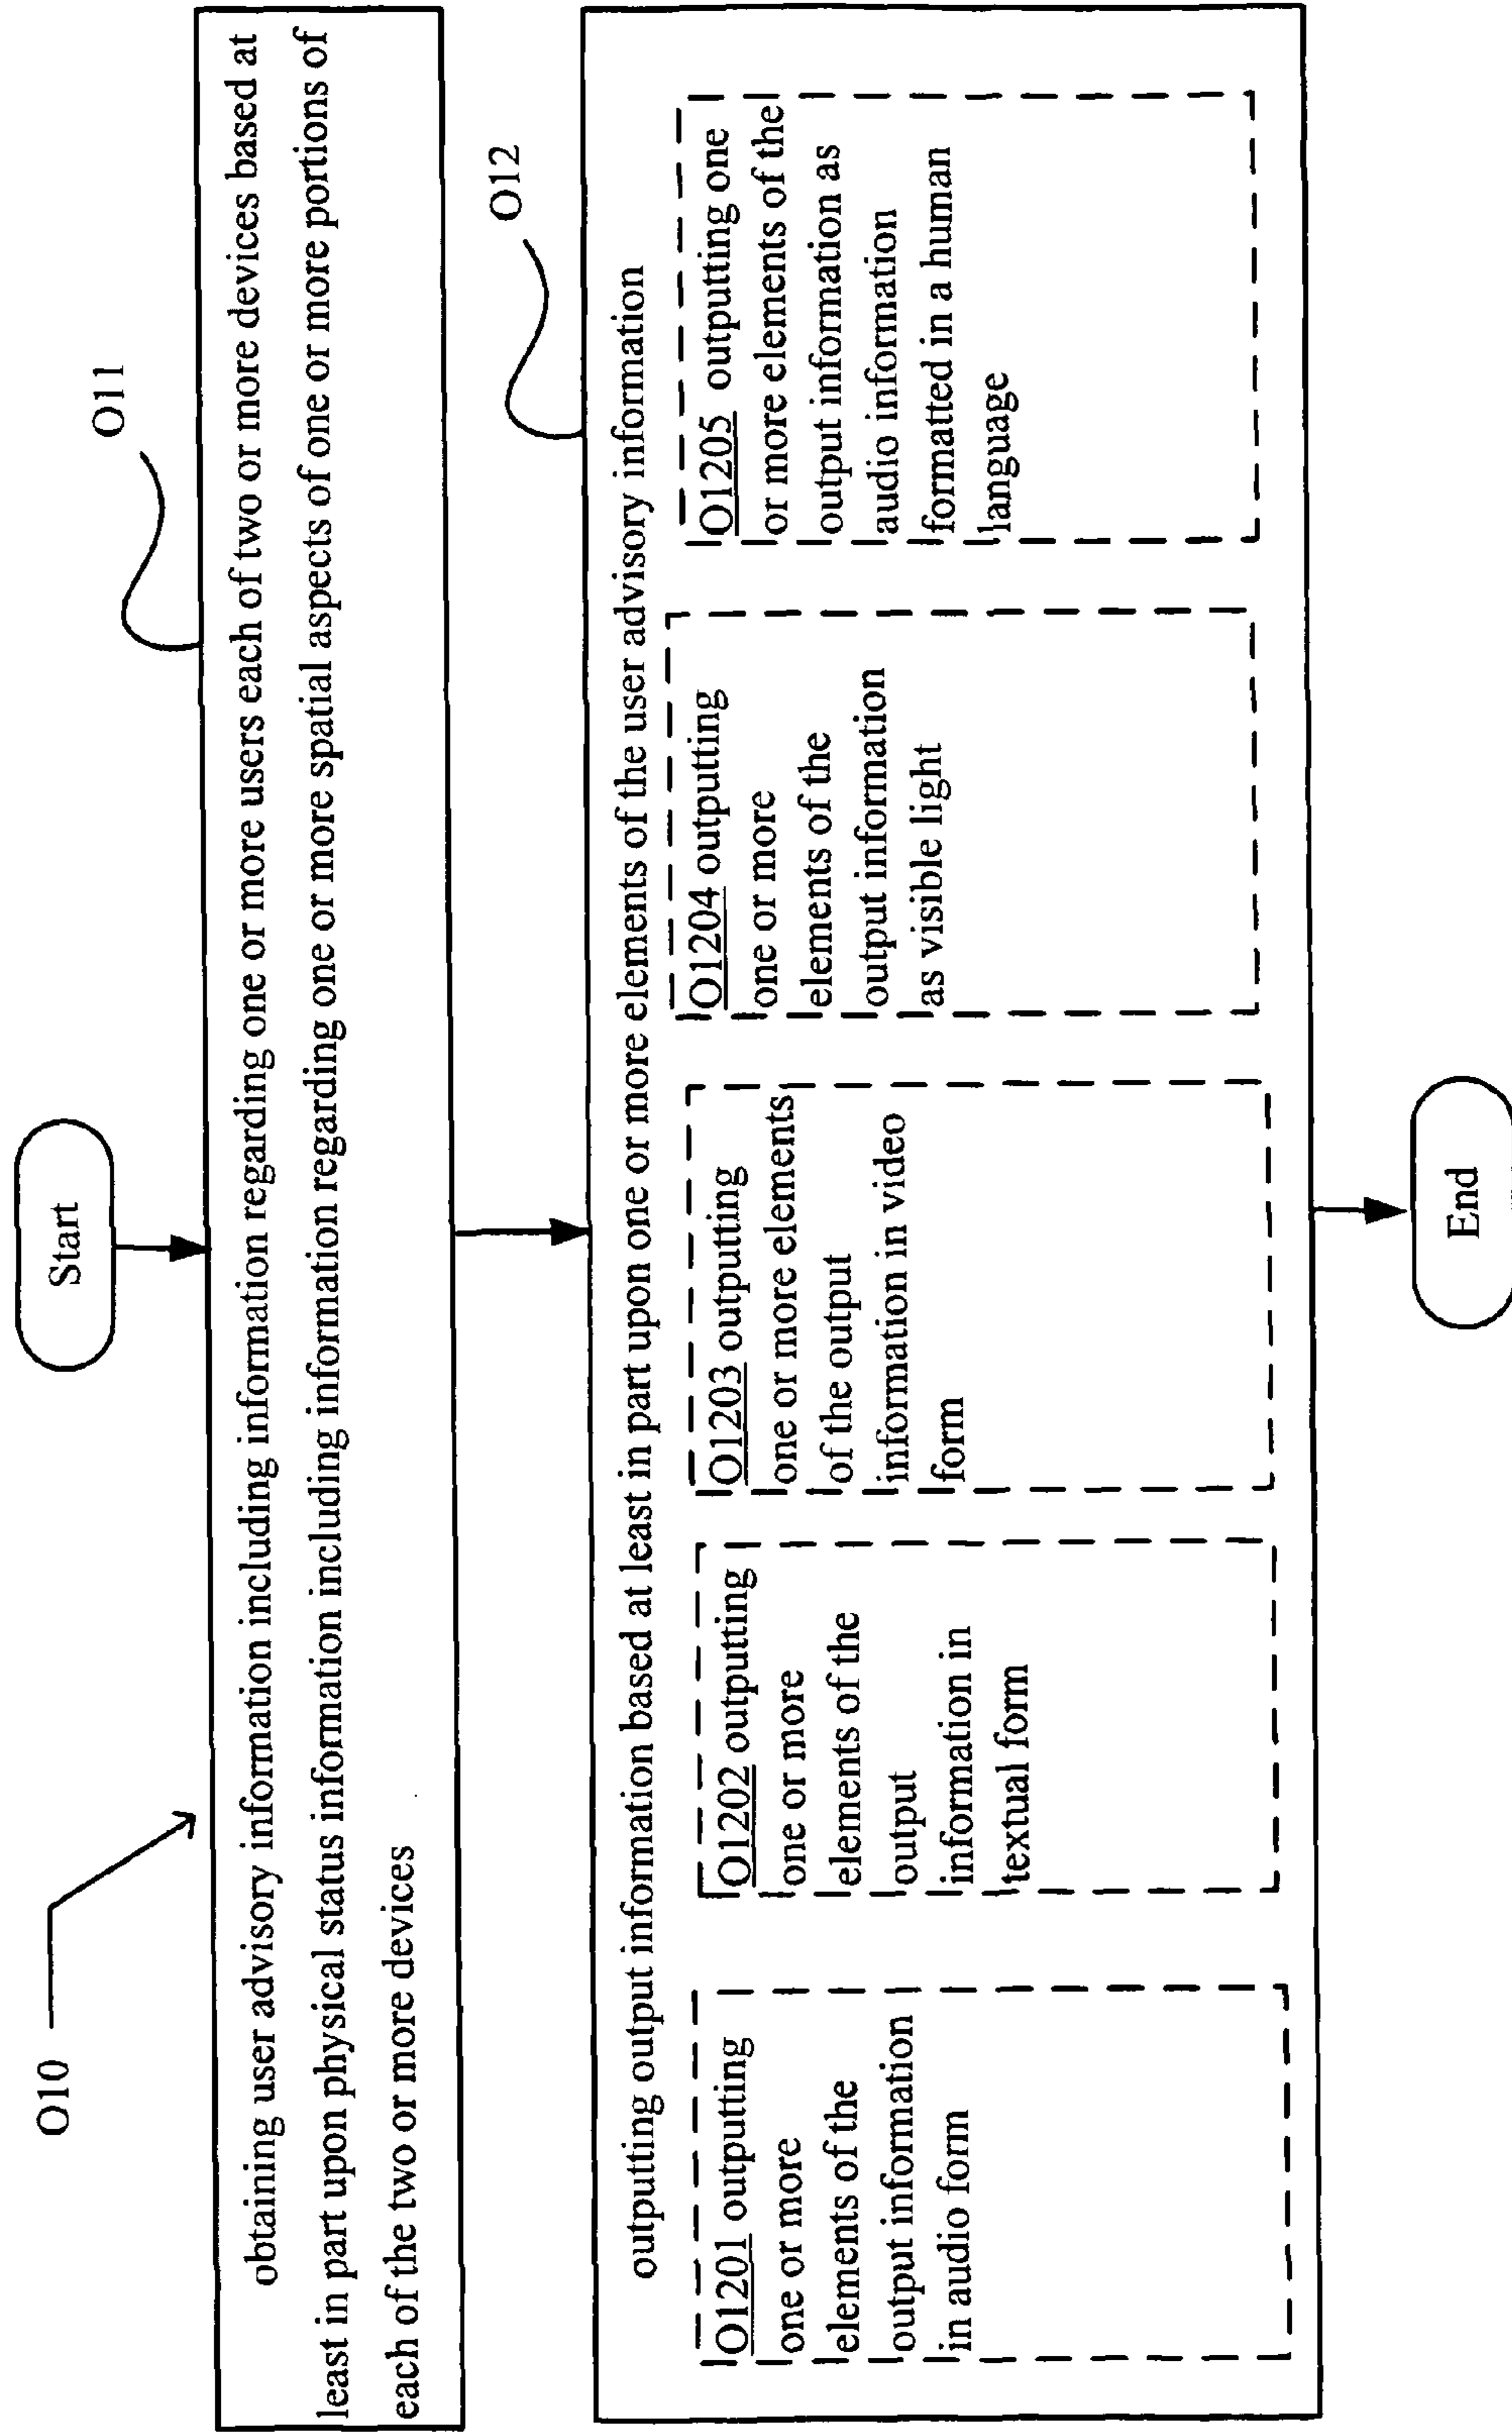 O10
Start
O11
obtaining user advisory information including information regarding one or more users each of two or more devices based at
least in part upon physical status information including information regarding one or more spatial aspects of one or more portions of
each of the two or more devices
O12
outputting output information based at least in part upon one or more elements of the user advisory information
O1201 outputting
one or more
elements of the
output information
in audio form
O1202 outputting
one or more
elements of the
output
information in
textual form
O1203 outputting
one or more elements
of the output
information in video
form
O1204 outputting
one or more
elements of the
output information
as visible light
O1205 outputting one
or more elements of the
output information as
audio information
formatted in a human
language
End